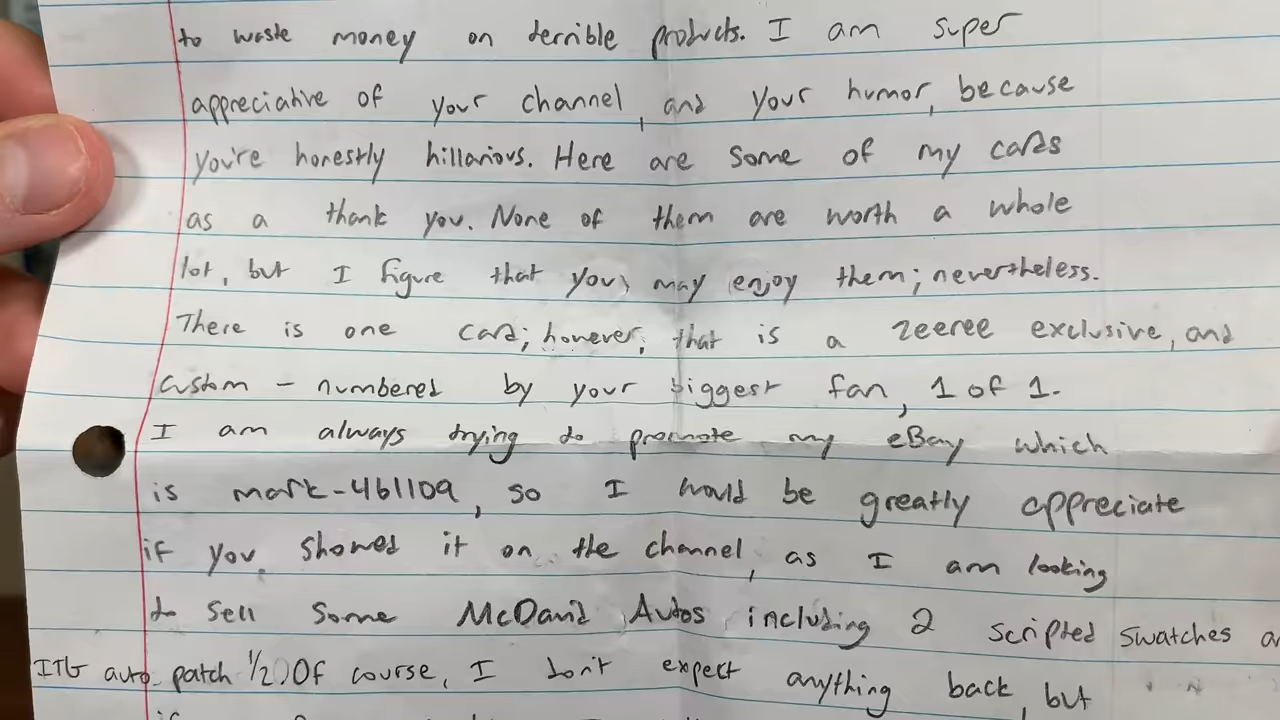 to waste money on terrible products. I am super
appreciative of your channel, and your humor, because
you're honestly hillarious. Here are some of my cards
as a thank you. None of them are worth a whole
lot, but I figure that you may enjoy them; nevertheless.
There is one card; however, that is a zeeree exclusive, and
custom - numbered by your biggest fan, 1 of 1.
I am always trying to promote my eBay which
is mark-461109, so I would be greatly appreciate
if you showed it on the channel, as I am looking
to sell some McDavid Autos including 2 scripted swatches
ITG auto patch 1/2) Of course, I don't expect anything back, but